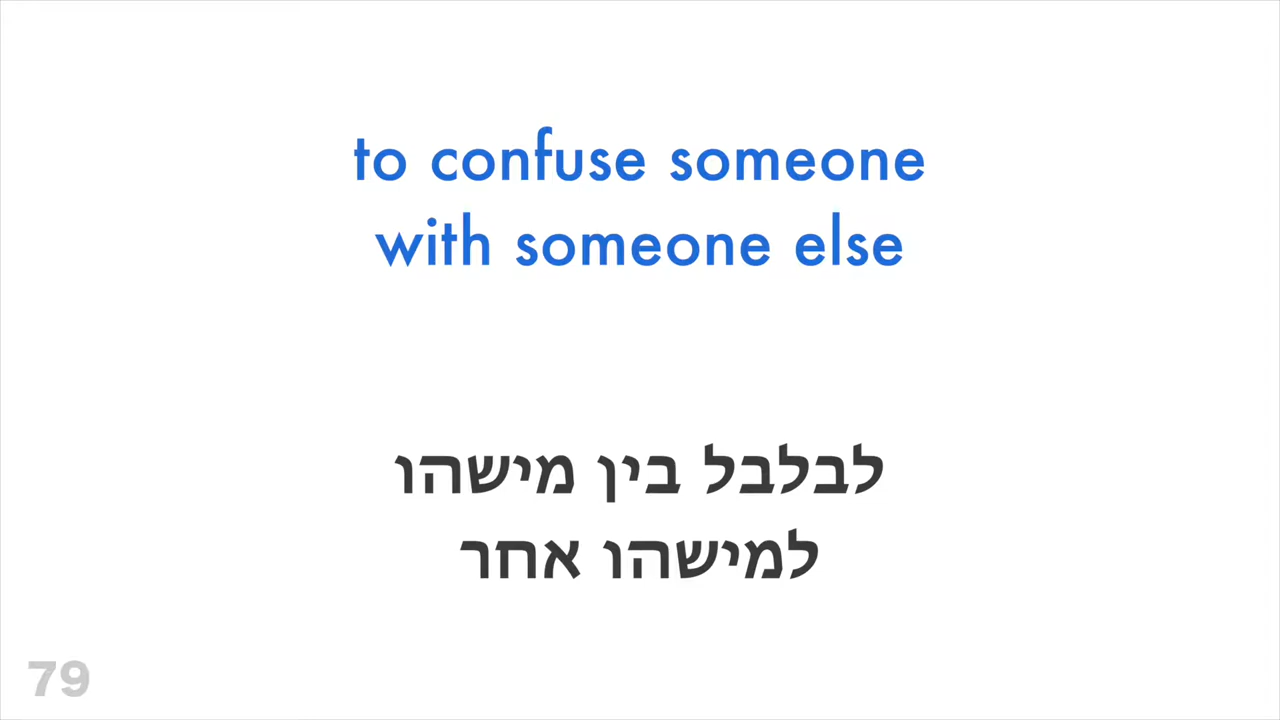 to confuse someone
with someone else
לבלבל בין מישהו
למישהו אחר
79